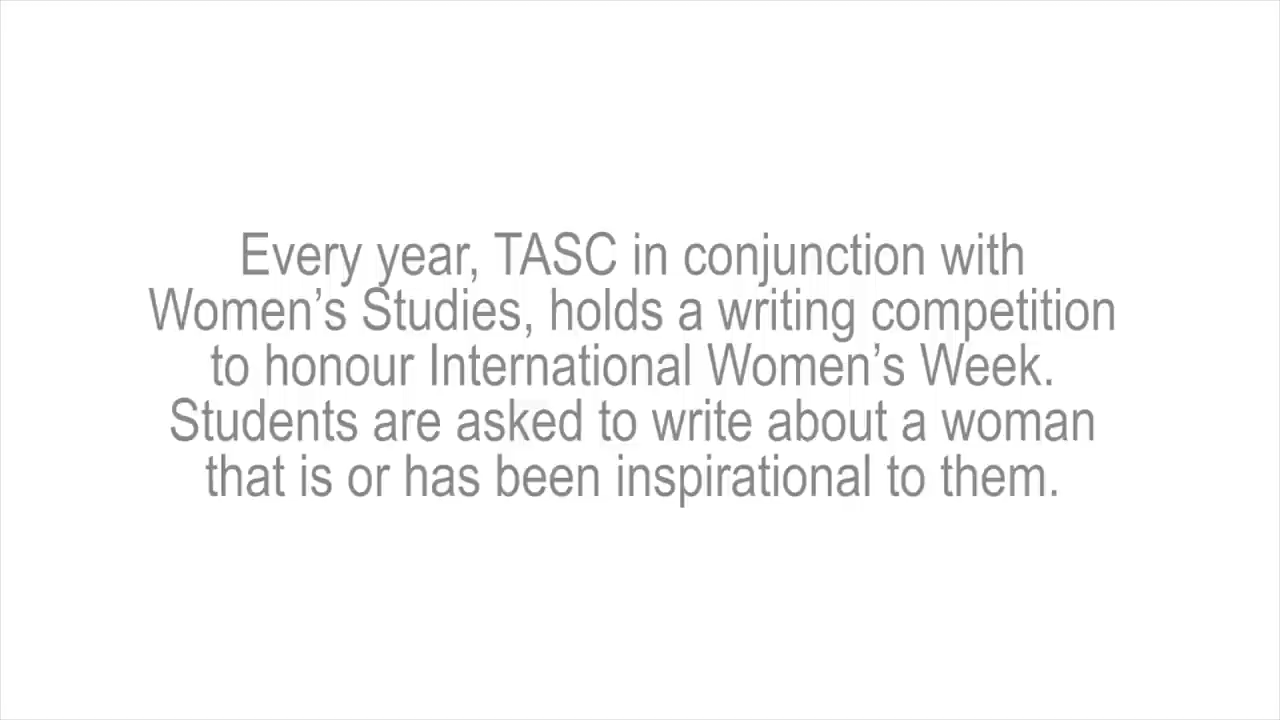 Every year, TASC in conjunction with
Women’s Studies, holds a writing competition
to honour International Women’s Week.
Students are asked to write about a woman
that is or has been inspirational to them.